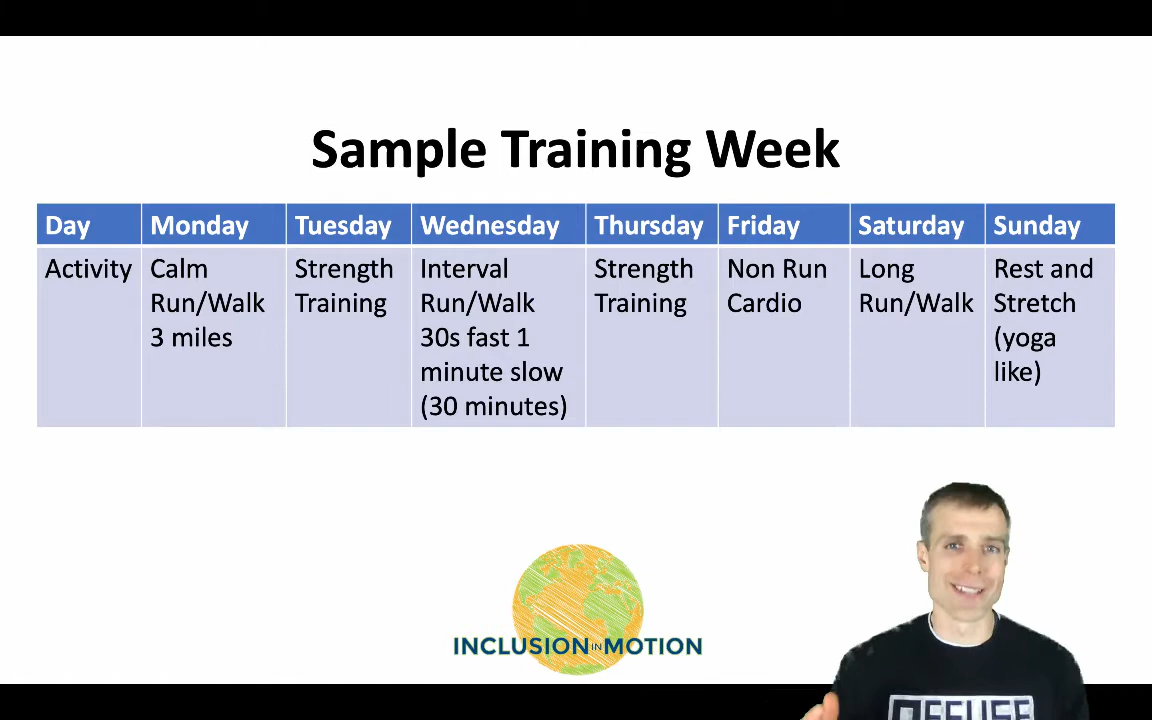 Sample Training Week
Day Monday Tuesday Wednesday Thursday Friday Saturday Sunday
Activity Calm Strength Interval Strength Non Run Long Rest and
Run/Walk Training Run/Walk Training Cardio Run/Walk Stretch
3 miles 30s fast 1 (yoga
minute slow like)
(30 minutes)
INCLUSION IN MOTION